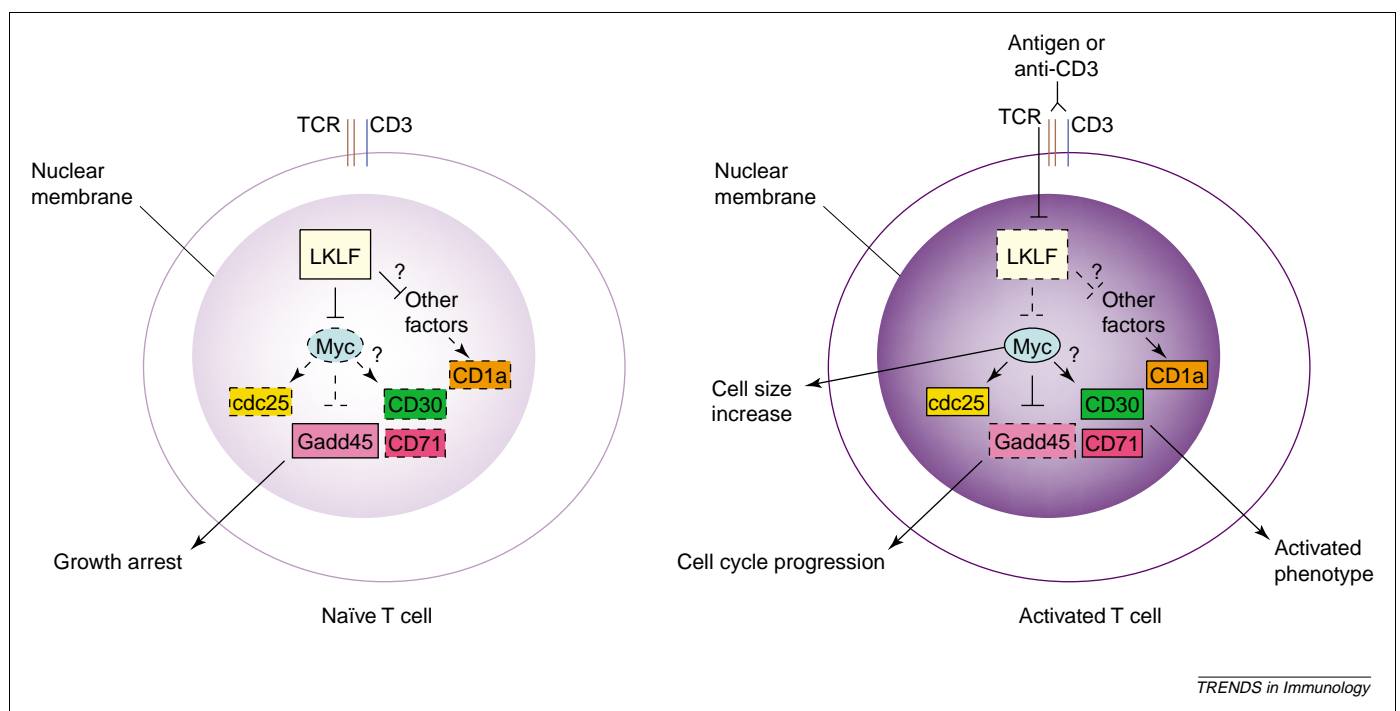 TCR
CD3
Nuclear
membrane
LKLF
?
Other
factors
Myc
?
CD1a
cdc25
CD30
Gadd45
CD71
Growth arrest
Naïve T cell
Antigen or
anti-CD3
TCR
CD3
Nuclear
membrane
LKLF
?
Other
factors
Myc
?
CD1a
Cell size
increase
cdc25
CD30
Gadd45
CD71
Cell cycle progression
Activated
phenotype
Activated T cell
TRENDS in Immunology